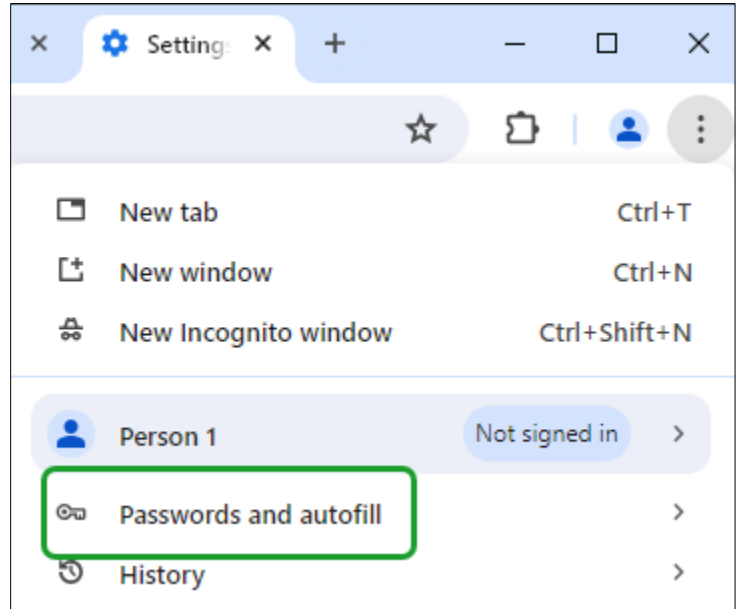 Setting
New tab Ctrl+T
New window Ctrl+N
New Incognito window Ctrl+Shift+N
Person 1 Not signed in
Passwords and autofill
History